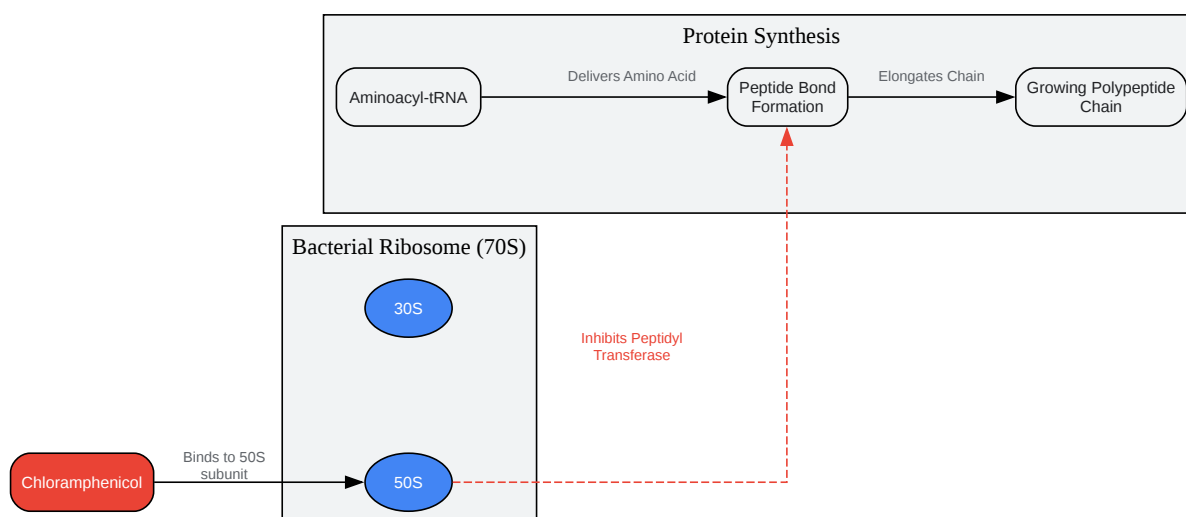 Protein Synthesis
Aminoacyl-tRNA
Delivers Amino Acid
Peptide Bond
Formation
Elongates Chain
Growing Polypeptide
Chain
Bacterial Ribosome (70S)
30S
Inhibits Peptidyl
Transferase
Chloramphenicol
Binds to 50S
subunit
50S